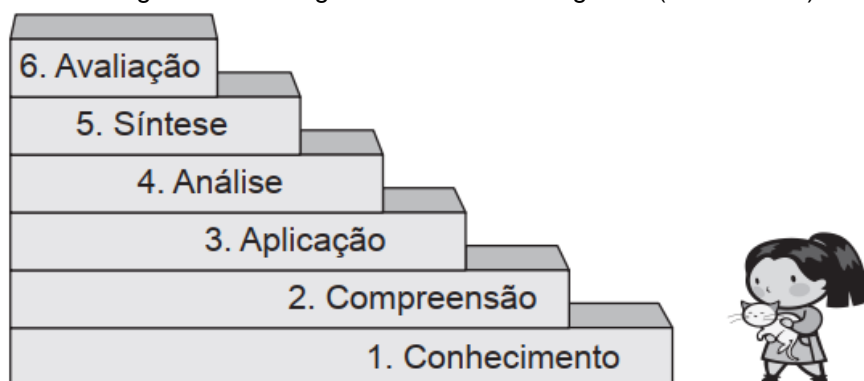 6. Avaliação
5. Síntese
4. Análise
3. Aplicação
2. Compreensão
1. Conhecimento